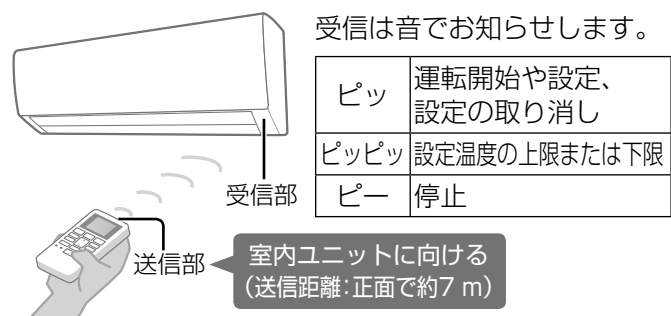 受信は音でお知らせします。
ピッ 運転開始や設定、
設定の取り消し
ピッピッ 設定温度の上限または下限
ピー 停止
受信部
送信部
室内ユニットに向ける
（送信距離：正面で約7 m）